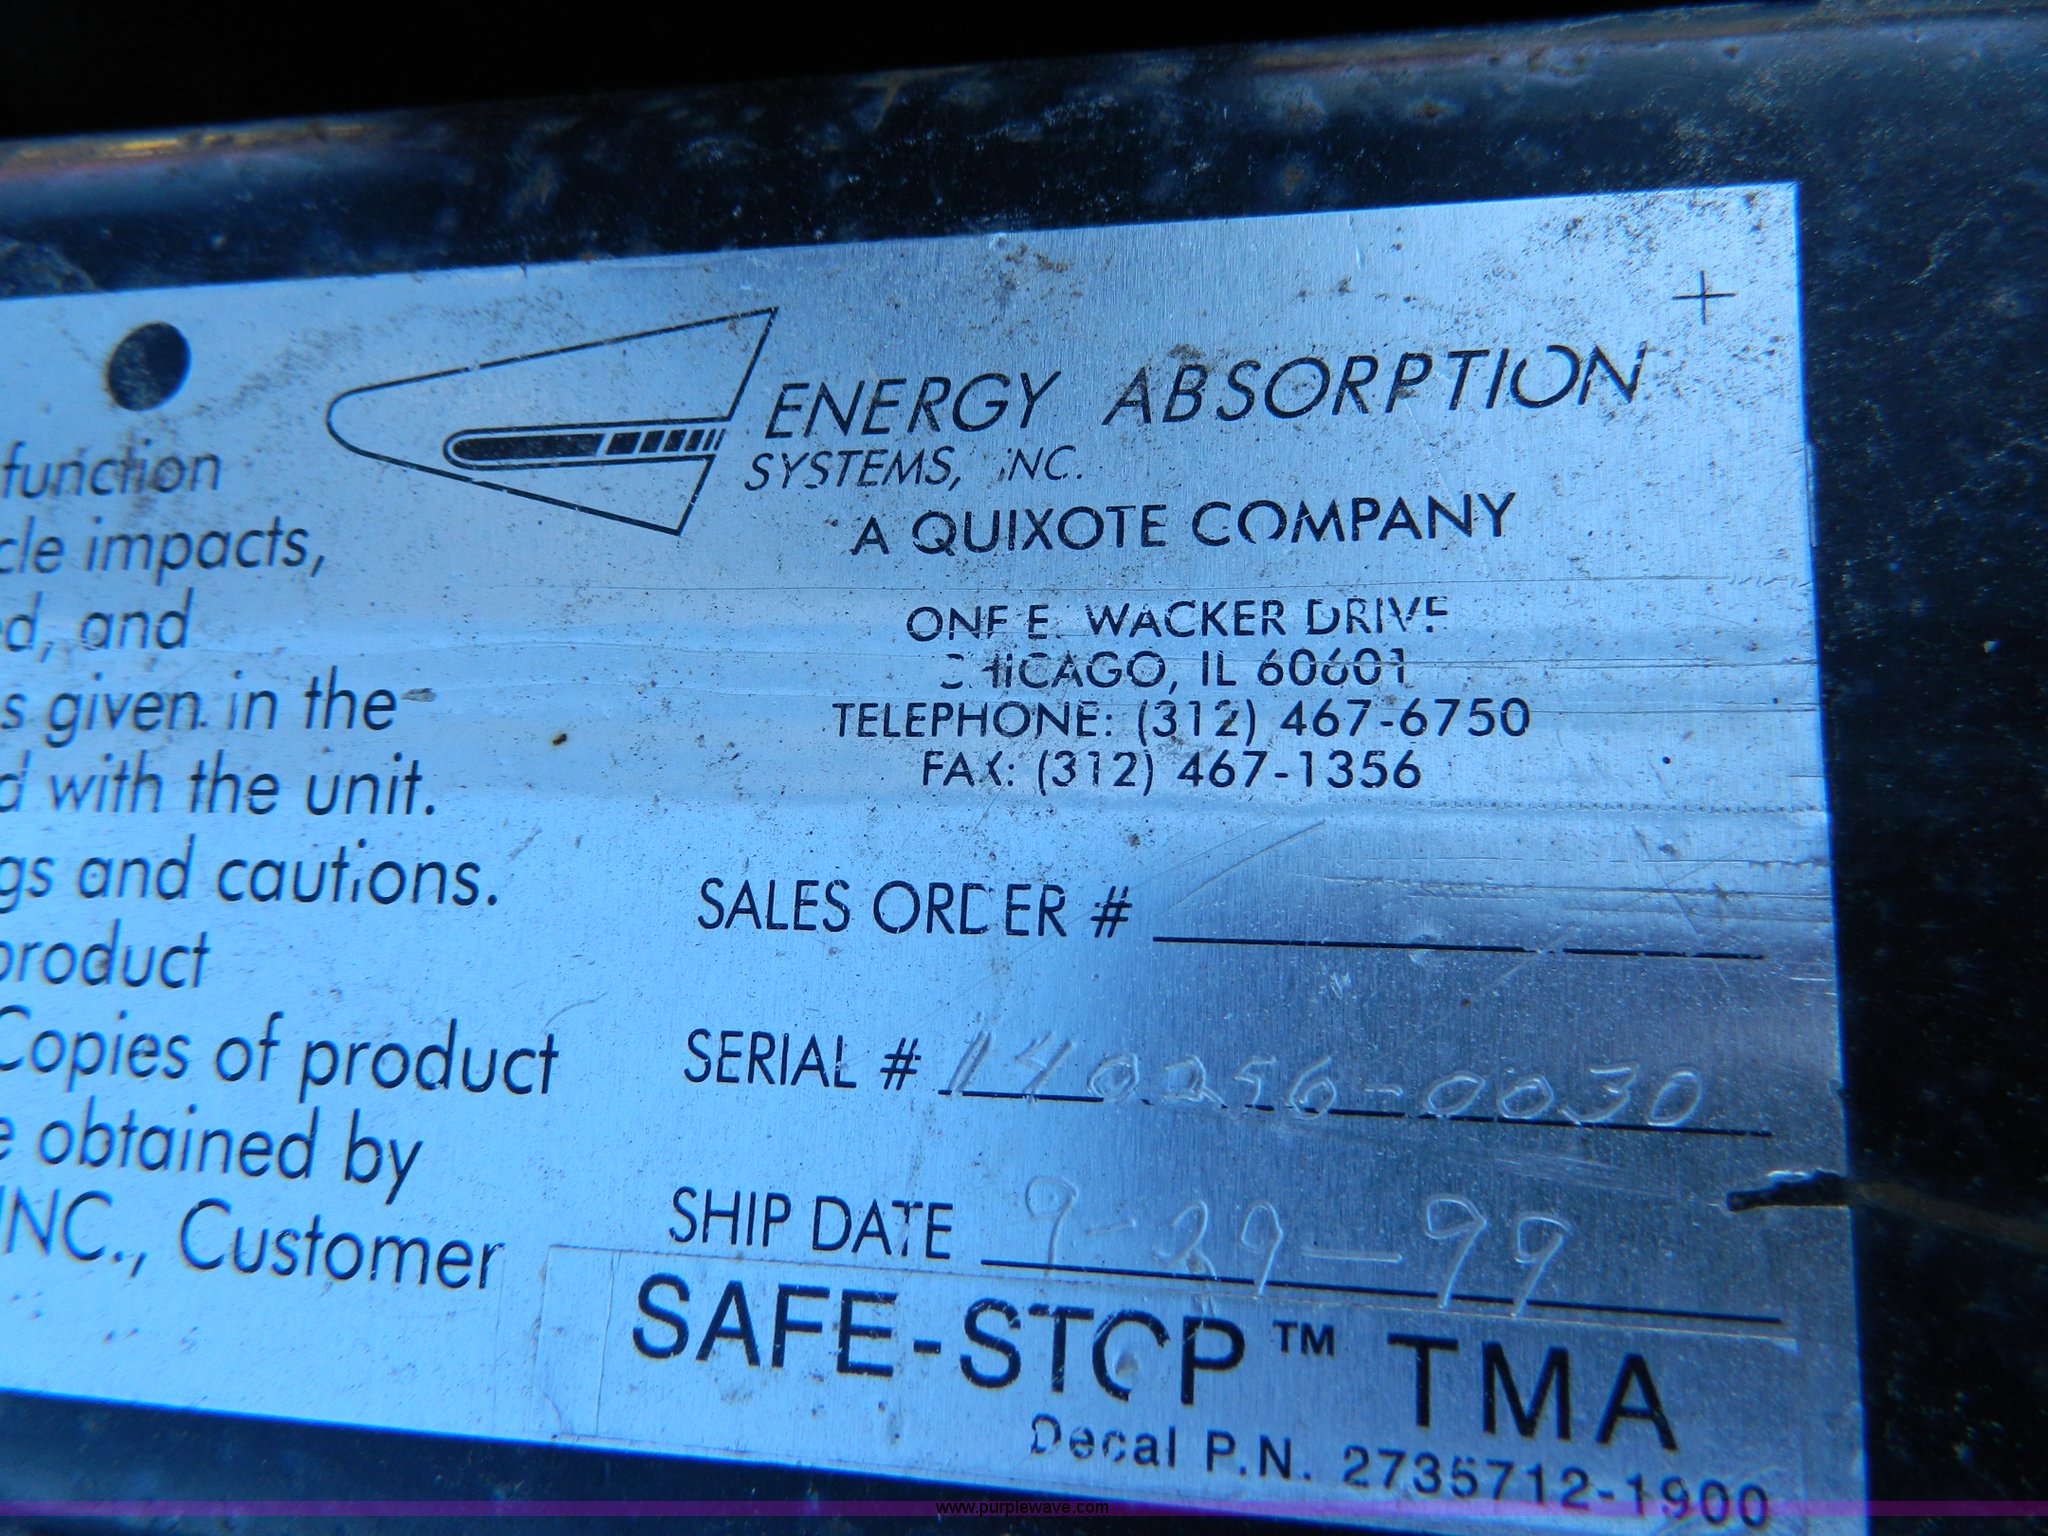 function
cle impacts,
ed, and
s given in the
d with the unit.
gs and cautions.
product
Copies of product
e obtained by
INC., Customer
ENERGY ABSORPTION
SYSTEMS, INC.
A QUIXOTE COMPANY
ONE E. WACKER DRIVE
CHICAGO, IL 60601
TELEPHONE: (312) 467-6750
FAX: (312) 467-1356
SALES ORDER #
SERIAL # 140256-0030
SHIP DATE 9-29-99
SAFE-STOP™ TMA
Decal P.N. 2735712-1900
www.purplewave.com